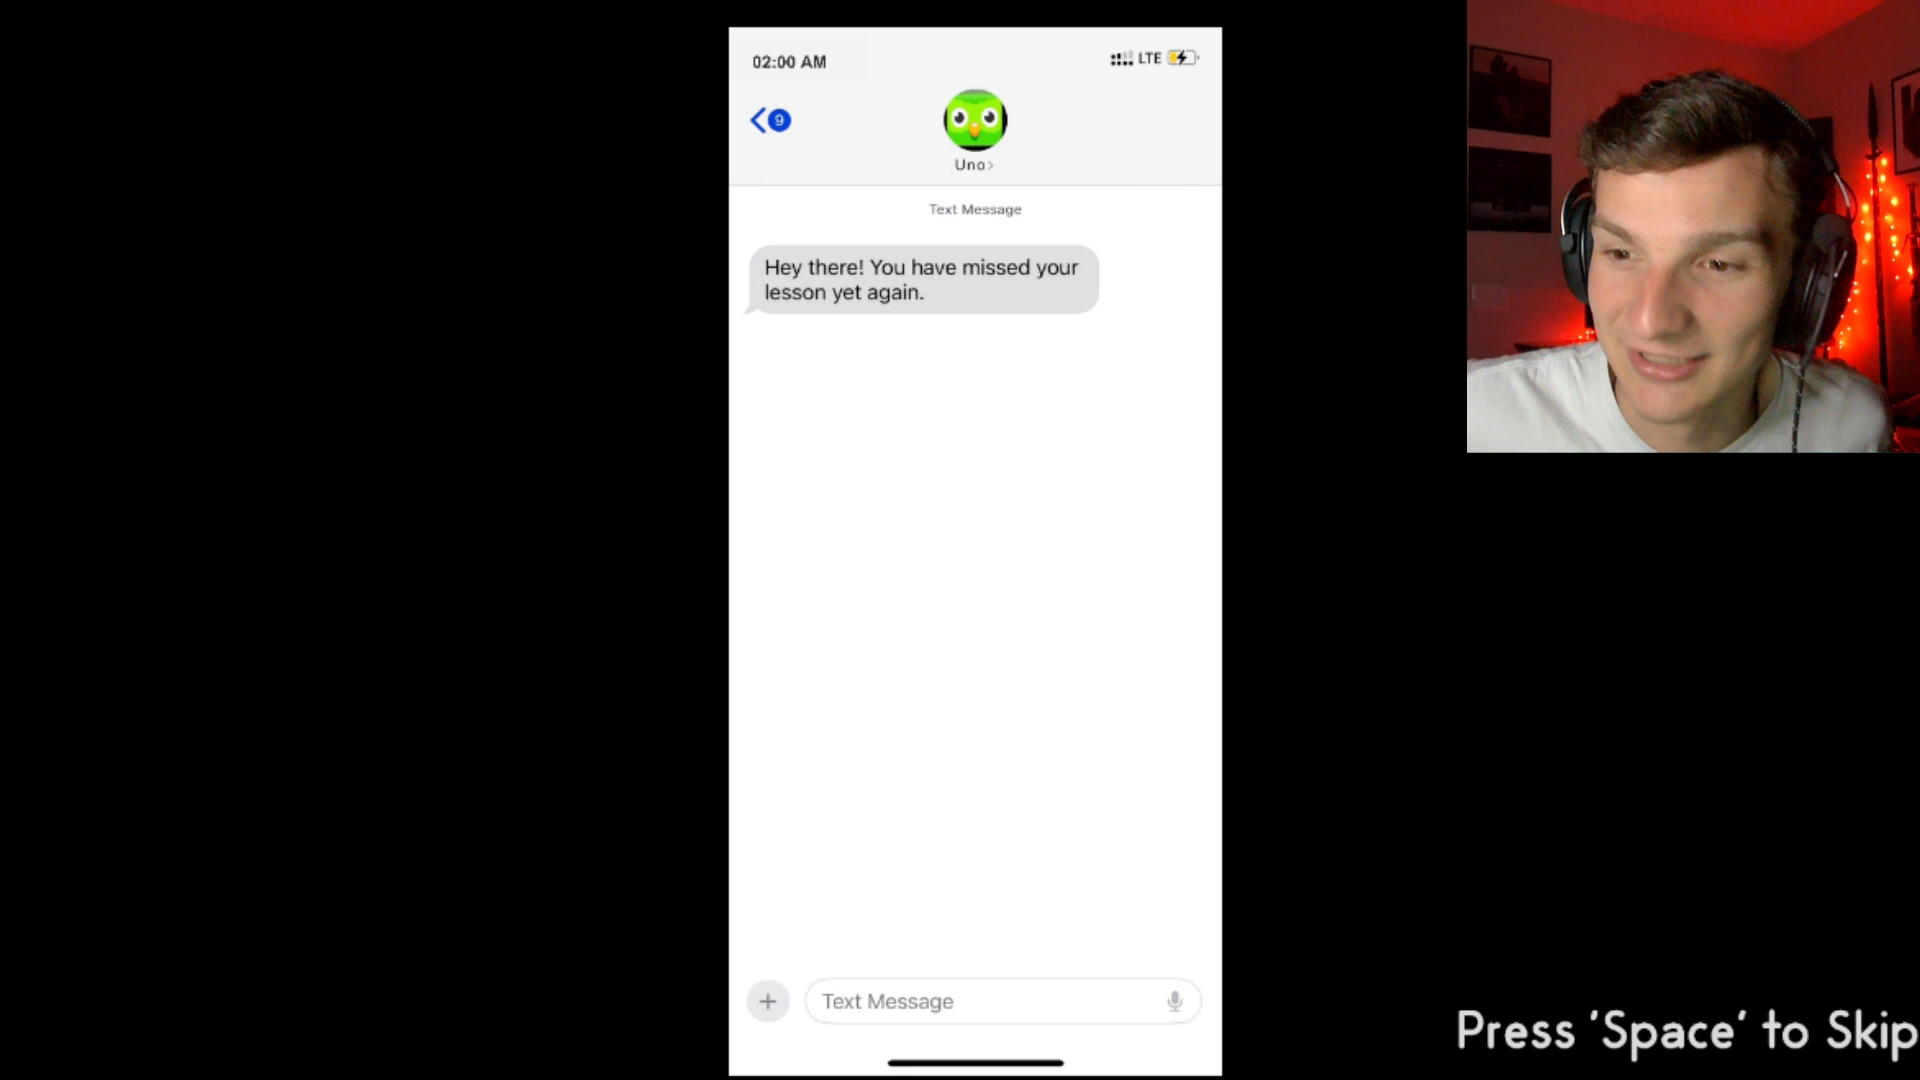 02:00 AM
LTE
9
Uno
Text Message
Hey there! You have missed your
lesson yet again.
Text Message
Press 'Space' to Skip